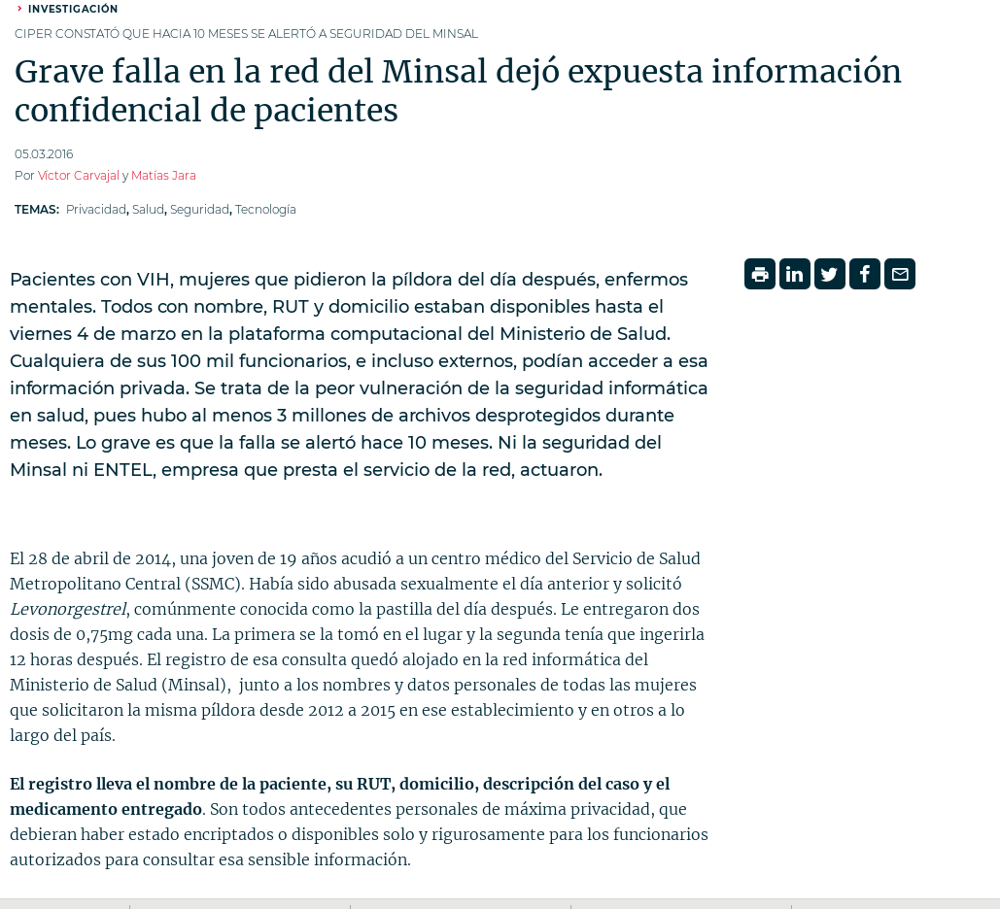 INVESTIGACIÓN
CIPER CONSTATÓ QUE HACIA 10 MESES SE ALERTÓ A SEGURIDAD DEL MINSAL
Grave falla en la red del Minsal dejó expuesta información
confidencial de pacientes
05.03.2016
Por Víctor Carvajal y Matías Jara
TEMAS: Privacidad, Salud, Seguridad, Tecnología
Pacientes con VIH, mujeres que pidieron la píldora del día después, enfermos
mentales. Todos con nombre, RUT y domicilio estaban disponibles hasta el
viernes 4 de marzo en la plataforma computacional del Ministerio de Salud.
Cualquiera de sus 100 mil funcionarios, e incluso externos, podían acceder a esa
información privada. Se trata de la peor vulneración de la seguridad informática
en salud, pues hubo al menos 3 millones de archivos desprotegidos durante
meses. Lo grave es que la falla se alertó hace 10 meses. Ni la seguridad del
Minsal ni ENTEL, empresa que presta el servicio de la red, actuaron.
El 28 de abril de 2014, una joven de 19 años acudió a un centro médico del Servicio de Salud
Metropolitano Central (SSMC). Había sido abusada sexualmente el día anterior y solicitó
Levonorgestrel, comúnmente conocida como la pastilla del día después. Le entregaron dos
dosis de 0,75mg cada una. La primera se la tomó en el lugar y la segunda tenía que ingerirla
12 horas después. El registro de esa consulta quedó alojado en la red informática del
Ministerio de Salud (Minsal), junto a los nombres y datos personales de todas las mujeres
que solicitaron la misma píldora desde 2012 a 2015 en ese establecimiento y en otros a lo
largo del país.
El registro lleva el nombre de la paciente, su RUT, domicilio, descripción del caso y el
medicamento entregado. Son todos antecedentes personales de máxima privacidad, que
debieran haber estado encriptados o disponibles solo y rigurosamente para los funcionarios
autorizados para consultar esa sensible información.